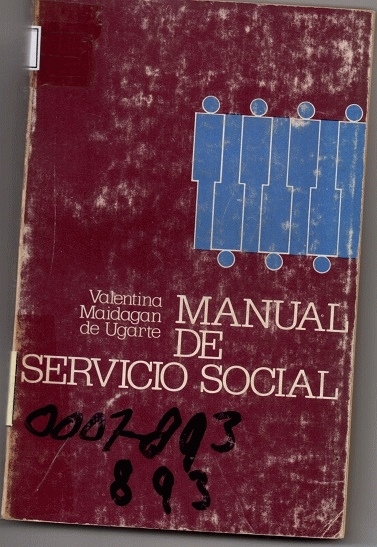 Valentina
Maidagan
de Ugarte
MANUAL
DE
SERVICIO SOCIAL
0007-893
893